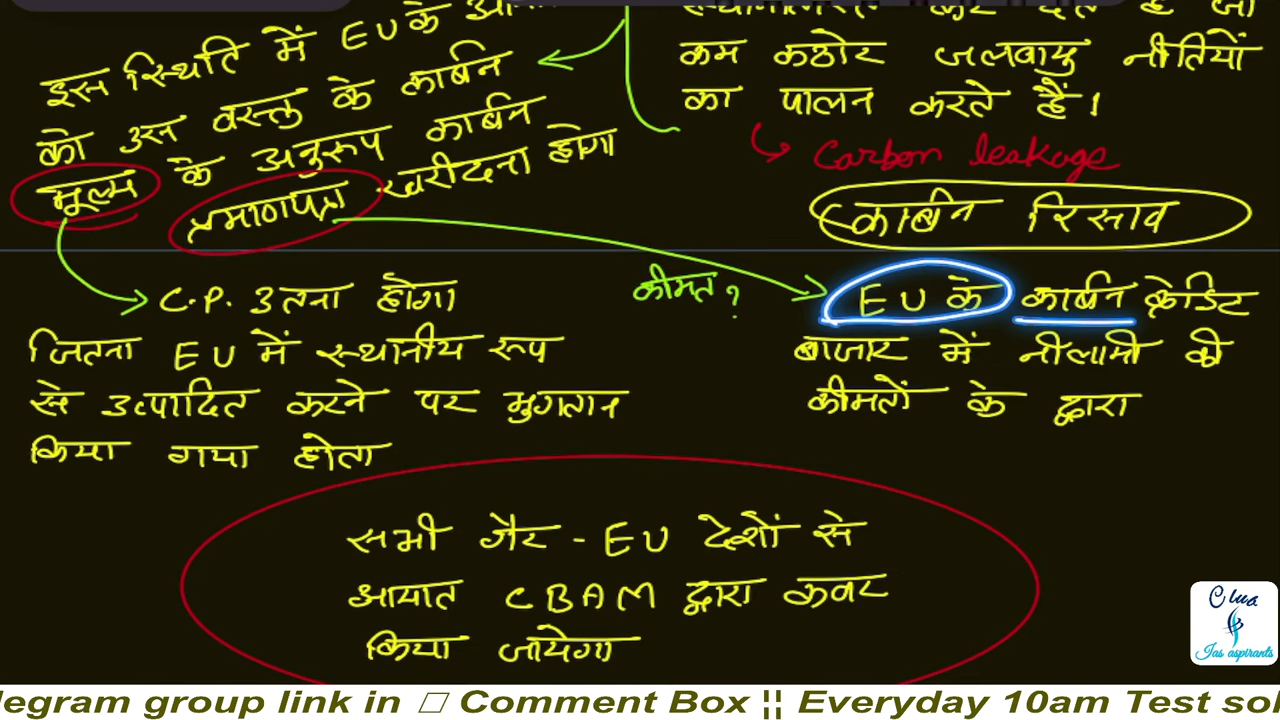 इस स्थिति में EU के
को उस वस्तु के कार्बन
मूल्य के अनुरूप कार्बन
प्रमाणपत्र खरीदना होगा
कम कठोर जलवायु नीतियों
का पालन करते हैं।
Carbon leakage
कार्बन रिसाव
C.P. उतना होगा
जितना EU में स्थानीय रूप
से उत्पादित करने पर भुगतान
किया गया होता
कीमत?
EU के कार्बन क्रेडिट
बाजार में नीलामी की
कीमतों के द्वारा
सभी गैर - EU देशों से
आयात CBAM द्वारा कवर
किया जायेगा
Clue
Ias aspirants
legram group link in Comment Box ¦¦ Everyday 10am Test sol